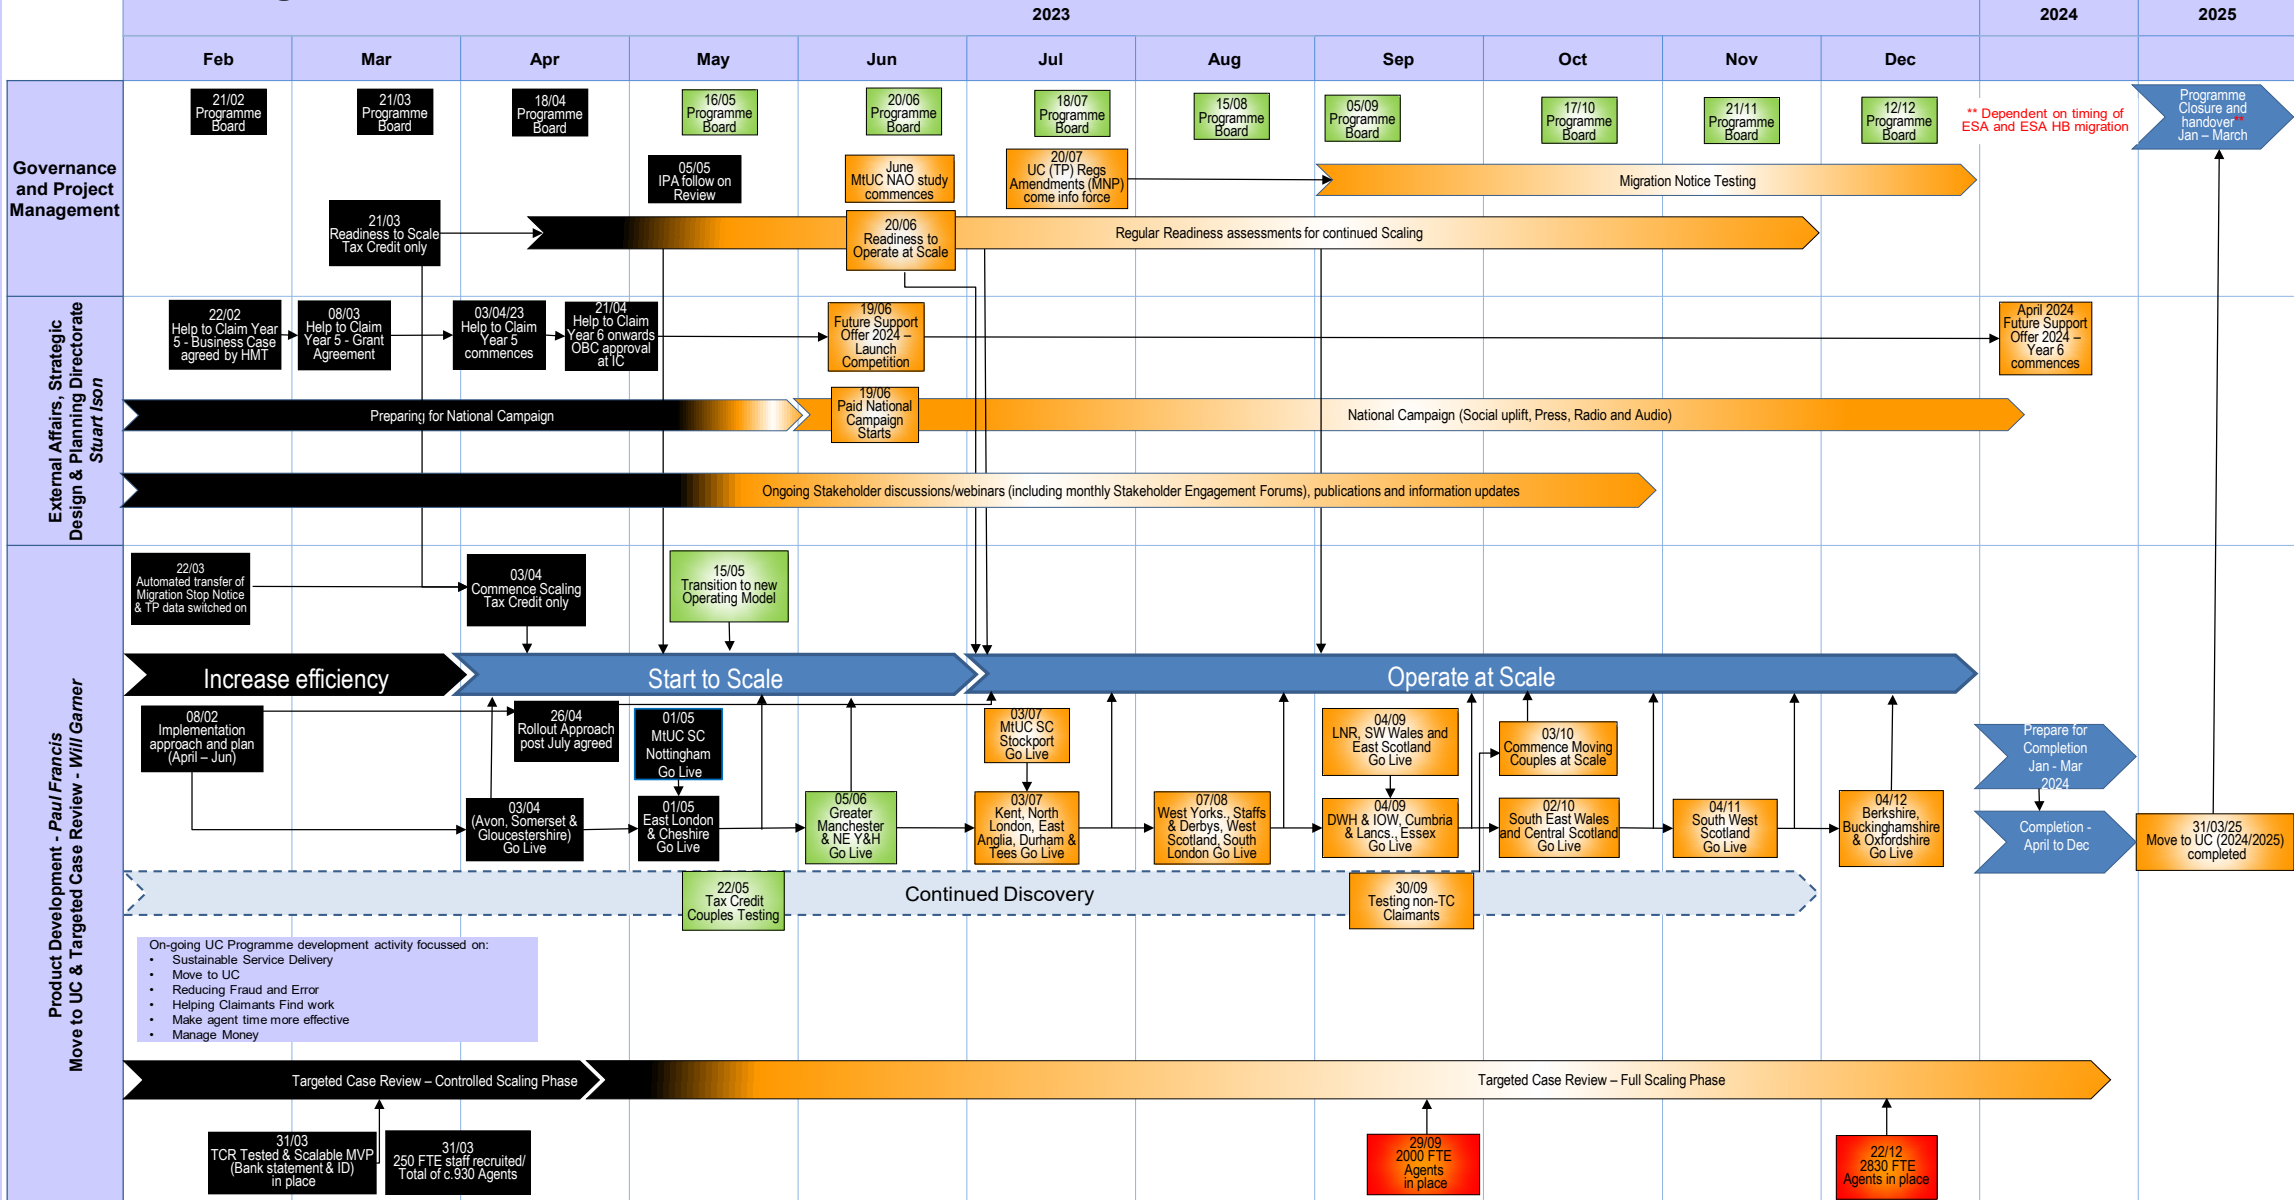 2023
2024
2025
Feb
Mar
Apr
May
Jun
Jul
Aug
Sep
Oct
Nov
Dec
Governance
and Project
Management
21/02
Programme
Board
21/03
Programme
Board
18/04
Programme
Board
16/05
Programme
Board
20/06
Programme
Board
18/07
Programme
Board
15/08
Programme
Board
05/09
Programme
Board
17/10
Programme
Board
21/11
Programme
Board
12/12
Programme
Board
** Dependent on timing of
ESA and ESA HB migration
Programme
Closure and
handover**
Jan – March
05/05
IPA follow on
Review
June
MtUC NAO study
commences
20/07
UC (TP) Regs
Amendments (MNP)
come info force
Migration Notice Testing
21/03
Readiness to Scale
Tax Credit only
20/06
Readiness to
Operate at Scale
Regular Readiness assessments for continued Scaling
External Affairs, Strategic
Design & Planning Directorate
Stuart Ison
22/02
Help to Claim Year
5 - Business Case
agreed by HMT
08/03
Help to Claim
Year 5 - Grant
Agreement
03/04/23
Help to Claim
Year 5
commences
21/04
Help to Claim
Year 6 onwards
OBC approval
at IC
19/06
Future Support
Offer 2024 –
Launch
Competition
April 2024
Future Support
Offer 2024 –
Year 6
commences
Preparing for National Campaign
19/06
Paid National
Campaign
Starts
National Campaign (Social uplift, Press, Radio and Audio)
Ongoing Stakeholder discussions/webinars (including monthly Stakeholder Engagement Forums), publications and information updates
Product Development - Paul Francis
Move to UC & Targeted Case Review - Will Garner
22/03
Automated transfer of
Migration Stop Notice
& TP data switched on
03/04
Commence Scaling
Tax Credit only
15/05
Transition to new
Operating Model
Increase efficiency
Start to Scale
Operate at Scale
08/02
Implementation
approach and plan
(April – Jun)
26/04
Rollout Approach
post July agreed
01/05
MtUC SC
Nottingham
Go Live
03/07
MtUC SC
Stockport
Go Live
04/09
LNR, SW Wales and
East Scotland
Go Live
03/10
Commence Moving
Couples at Scale
Prepare for
Completion
Jan - Mar
2024
03/04
(Avon, Somerset &
Gloucestershire)
Go Live
01/05
East London
& Cheshire
Go Live
05/06
Greater
Manchester
& NE Y&H
Go Live
03/07
Kent, North
London, East
Anglia, Durham &
Tees Go Live
07/08
West Yorks., Staffs
& Derbys, West
Scotland, South
London Go Live
04/09
DWH & IOW, Cumbria
& Lancs., Essex
Go Live
02/10
South East Wales
and Central Scotland
Go Live
04/11
South West
Scotland
Go Live
04/12
Berkshire,
Buckinghamshire
& Oxfordshire
Go Live
Completion -
April to Dec
31/03/25
Move to UC (2024/2025)
completed
22/05
Tax Credit
Couples Testing
Continued Discovery
30/09
Testing non-TC
Claimants
On-going UC Programme development activity focussed on:
• Sustainable Service Delivery
• Move to UC
• Reducing Fraud and Error
• Helping Claimants Find work
• Make agent time more effective
• Manage Money
Targeted Case Review – Controlled Scaling Phase
Targeted Case Review – Full Scaling Phase
31/03
TCR Tested & Scalable MVP
(Bank statement & ID)
in place
31/03
250 FTE staff recruited/
Total of c.930 Agents
29/09
2000 FTE
Agents
in place
22/12
2830 FTE
Agents in place